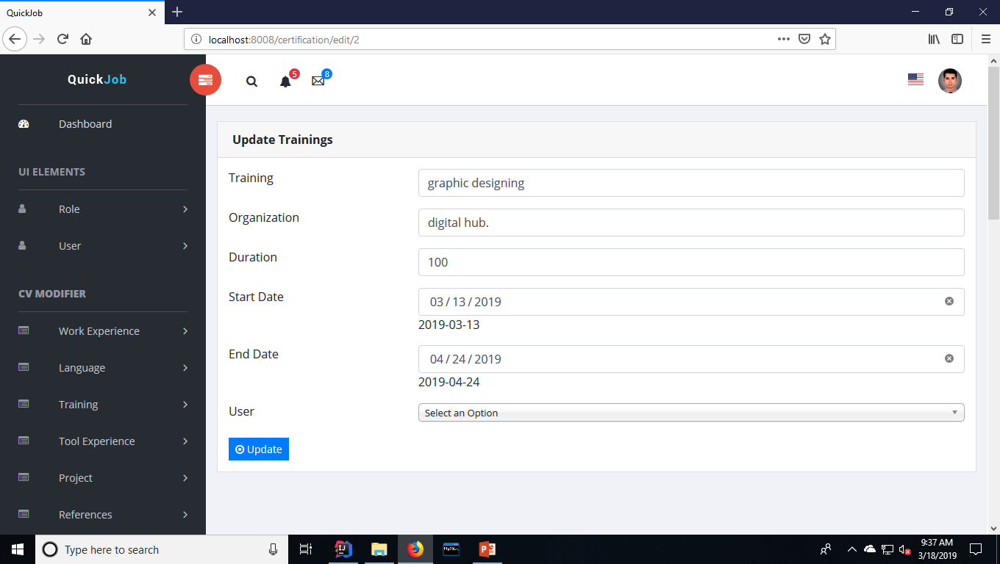 QuickJob
localhost:8008/certification/edit/2
QuickJob
5
8
Dashboard
UI ELEMENTS
Role
User
CV MODIFIER
Work Experience
Language
Training
Tool Experience
Project
References
Update Trainings
Training
graphic designing
Organization
digital hub.
Duration
100
Start Date
03 / 13 / 2019
2019-03-13
End Date
04 / 24 / 2019
2019-04-24
User
Select an Option
Update
Type here to search
IJ
MySQL
P
9:37 AM
3/18/2019